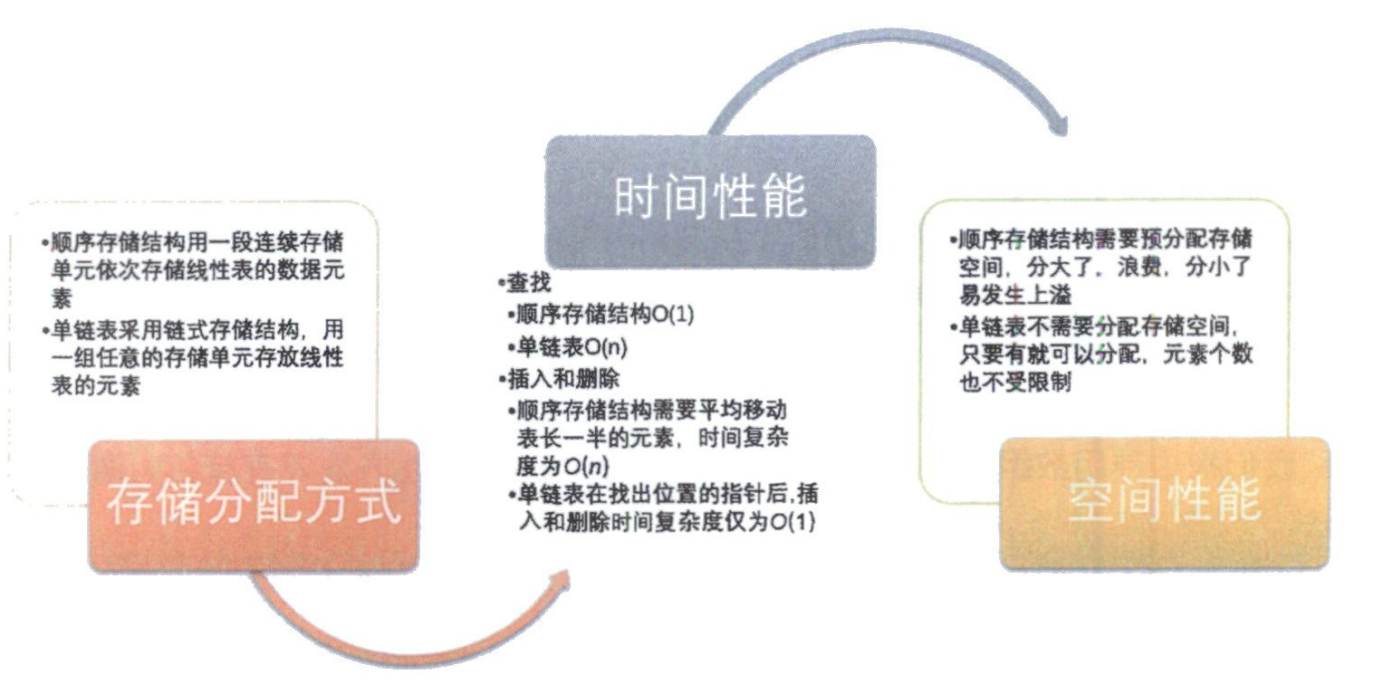 •顺序存储结构用一段连续存储
单元依次存储线性表的数据元
素
•单链表采用链式存储结构，用
一组任意的存储单元存放线性
表的元素
存储分配方式
时间性能
•查找
•顺序存储结构O(1)
•单链表O(n)
•插入和删除
•顺序存储结构需要平均移动
表长一半的元素，时间复杂
度为O(n)
•单链表在找出位置的指针后,插
入和删除时间复杂度仅为O(1)
•顺序存储结构需要预分配存储
空间，分大了，浪费，分小了
易发生上溢
•单链表不需要分配存储空间，
只要有就可以分配，元素个数
也不受限制
空间性能